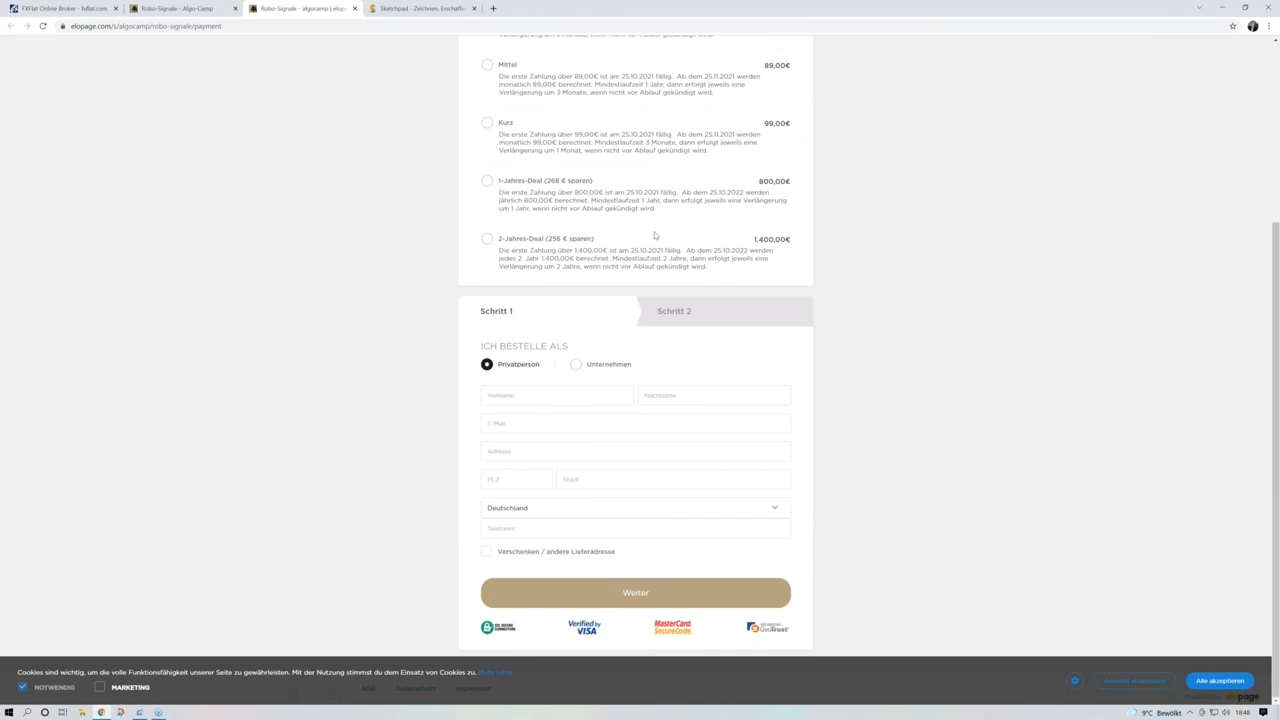 FXFlat Online Broker - fxflat.com
Robo-Signale - Algo-Camp
Robo-Signale - algocamp | elop
Sketchpad - Zeichnen, Erschaffe
elopage.com/s/algocamp/robo-signale/payment
Mittel
89,00€
Die erste Zahlung über 89,00€ ist am 25.10.2021 fällig. Ab dem 25.11.2021 werden
monatlich 89,00€ berechnet. Mindestlaufzeit 1 Jahr, dann erfolgt jeweils eine
Verlängerung um 3 Monate, wenn nicht vor Ablauf gekündigt wird.
Kurz
99,00€
Die erste Zahlung über 99,00€ ist am 25.10.2021 fällig. Ab dem 25.11.2021 werden
monatlich 99,00€ berechnet. Mindestlaufzeit 3 Monate, dann erfolgt jeweils eine
Verlängerung um 1 Monat, wenn nicht vor Ablauf gekündigt wird.
1-Jahres-Deal (268 € sparen)
800,00€
Die erste Zahlung über 800,00€ ist am 25.10.2021 fällig. Ab dem 25.10.2022 werden
jährlich 800,00€ berechnet. Mindestlaufzeit 1 Jahr, dann erfolgt jeweils eine Verlängerung
um 1 Jahr, wenn nicht vor Ablauf gekündigt wird.
2-Jahres-Deal (256 € sparen)
1.400,00€
Die erste Zahlung über 1.400,00€ ist am 25.10.2021 fällig. Ab dem 25.10.2022 werden
jedes 2. Jahr 1.400,00€ berechnet. Mindestlaufzeit 2 Jahre, dann erfolgt jeweils eine
Verlängerung um 2 Jahre, wenn nicht vor Ablauf gekündigt wird.
Schritt 1
Schritt 2
ICH BESTELLE ALS
Privatperson
Unternehmen
Vorname
Nachname
E-Mail
Adresse
PLZ
Stadt
Deutschland
Telefonnr.
Verschenken / andere Lieferadresse
Weiter
SSL SECURE CONNECTION
Verified by VISA
MasterCard. SecureCode.
GeoTrust
Cookies sind wichtig, um die volle Funktionsfähigkeit unserer Seite zu gewährleisten. Mit der Nutzung stimmst du dem Einsatz von Cookies zu. Mehr Infos
NOTWENDIG
MARKETING
AGB
Datenschutz
Impressum
Auswahl akzeptieren
Alle akzeptieren
elopage
9°C Bewölkt
18:48